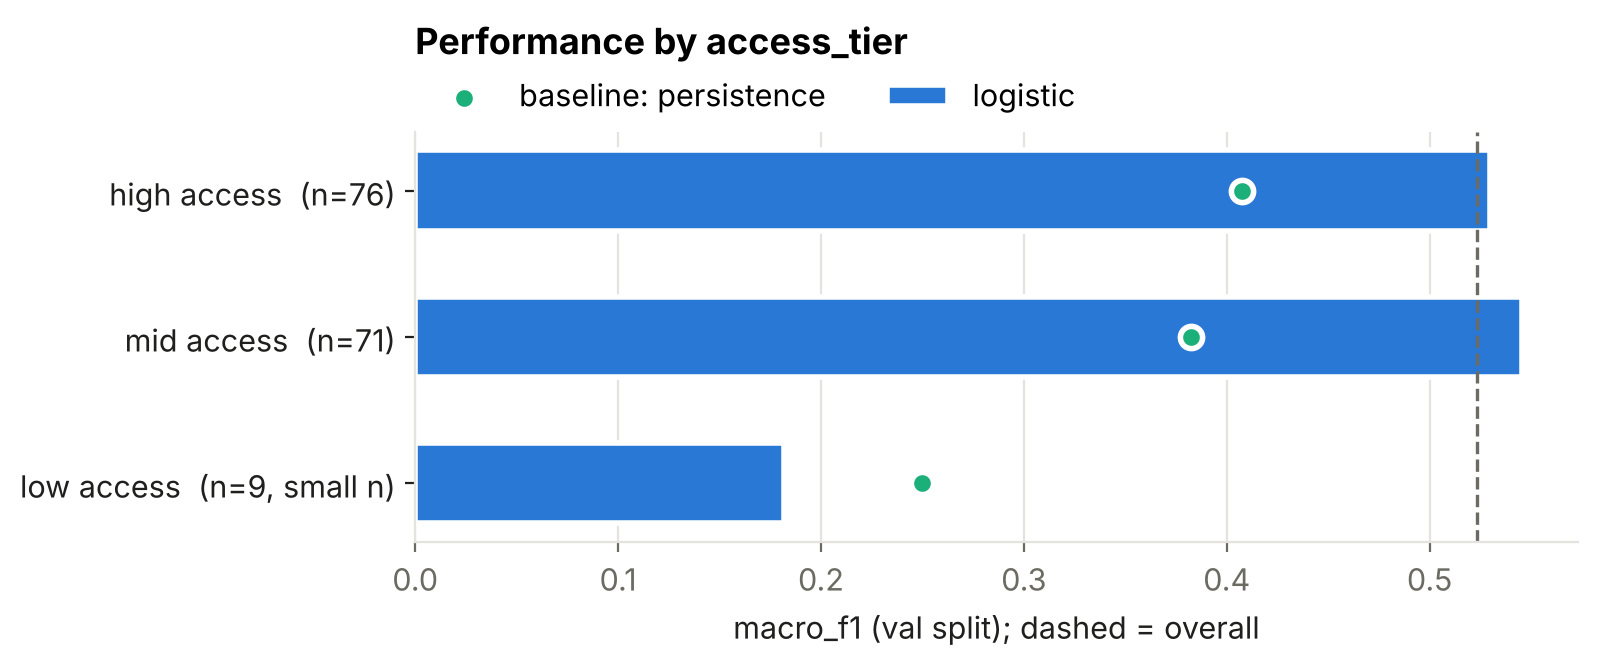 Performance by access_tier
baseline: persistence logistic
high access (n=76)
mid access (n=71)
low access (n=9, small n)
0.0 0.1 0.2 0.3 0.4 0.5
macro_f1 (val split); dashed = overall